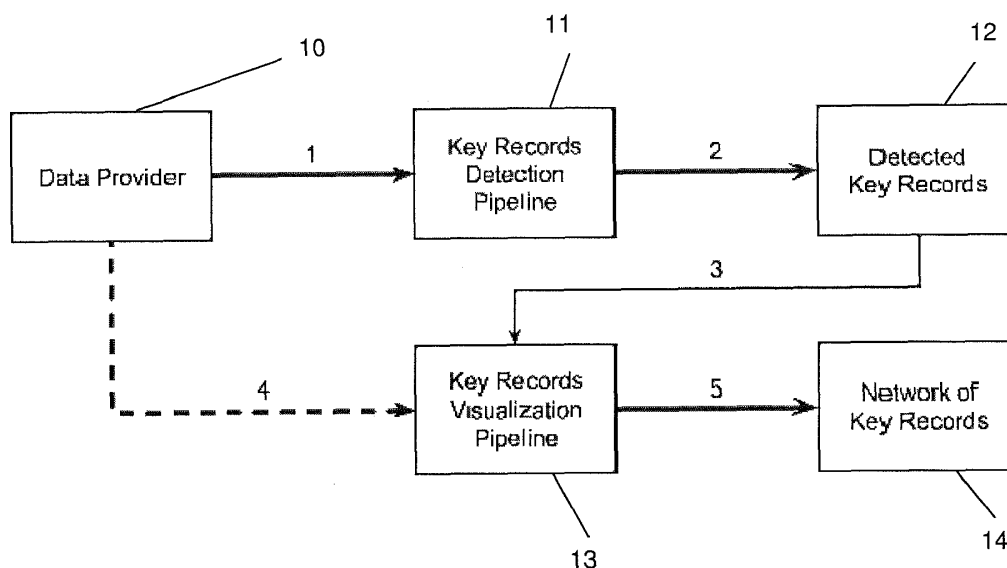 10
11
12
Data Provider
1
Key Records
Detection
Pipeline
2
Detected
Key Records
3
4
Key Records
Visualization
Pipeline
5
Network of
Key Records
13
14